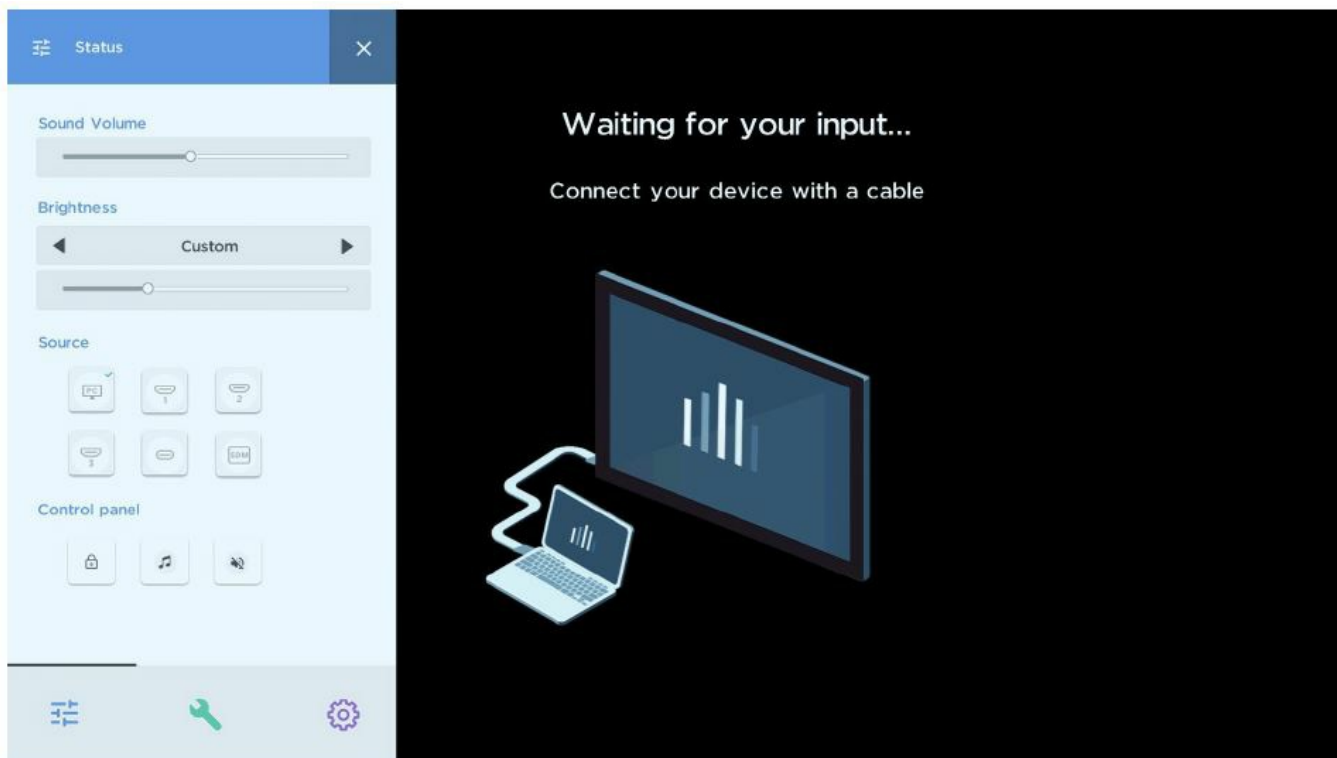 Status
Sound Volume
Brightness
Custom
Source
PC
1
2
3
SDM
Control panel
Waiting for your input...
Connect your device with a cable